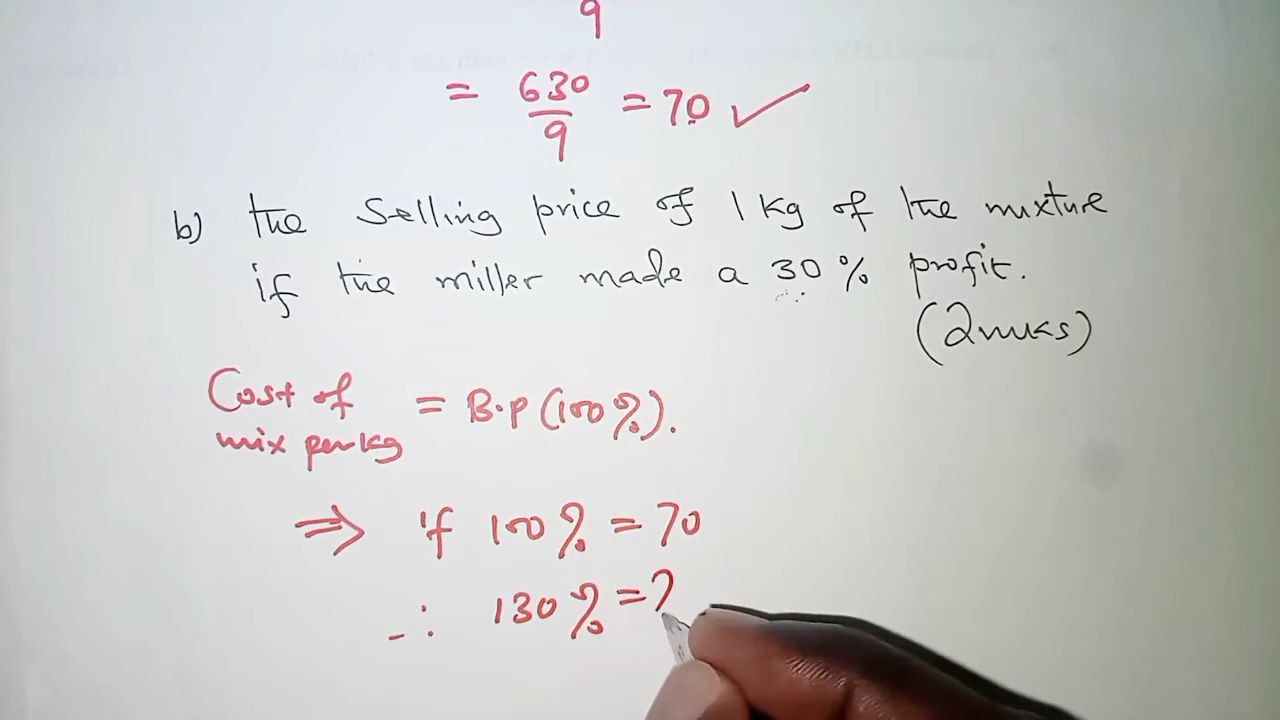 9
= 630/9 = 70 ✓
b) the Selling price of 1 Kg of the mixture
if the miller made a 30% profit.
(2mks)
Cost of mix per kg = B.P (100%).
⇒ if 100% = 70
∴ 130% = ?